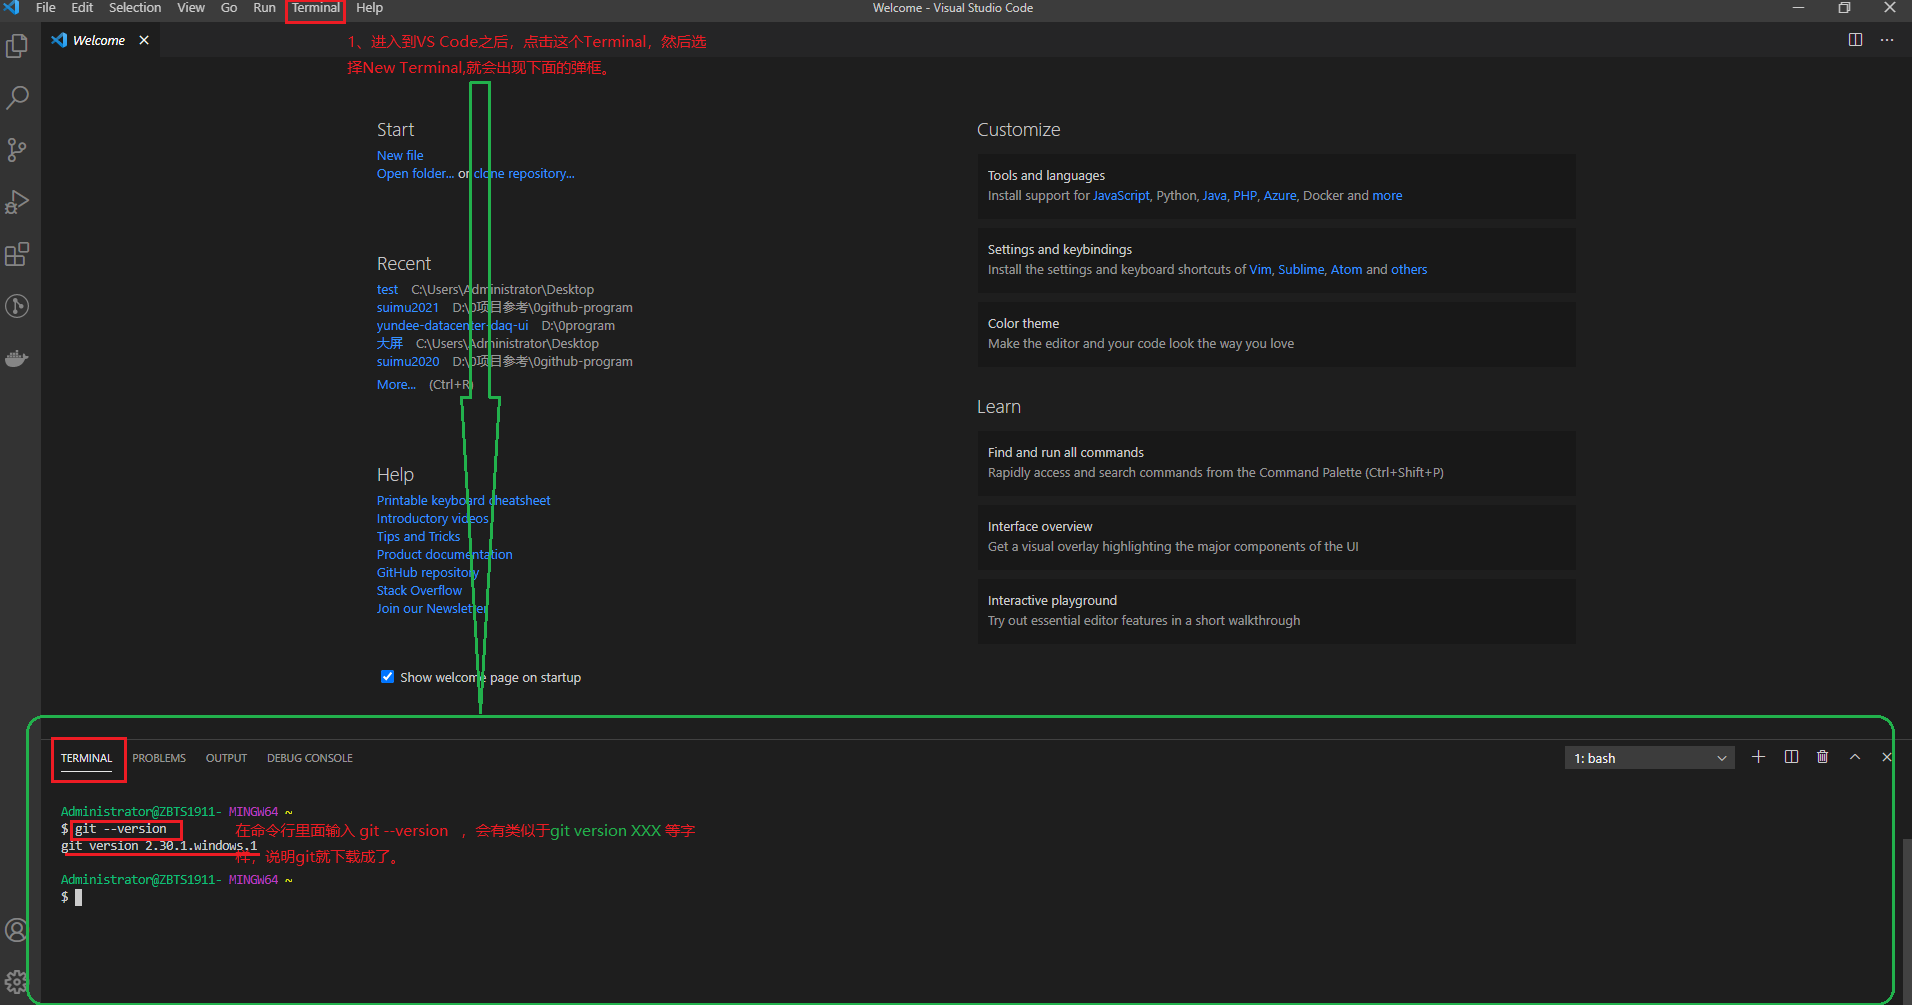 File Edit Selection View Go Run Terminal Help
Welcome - Visual Studio Code
Welcome
1、进入到VS Code之后，点击这个Terminal，然后选
择New Terminal,就会出现下面的弹框。
Start
New file
Open folder... or clone repository...
Recent
test C:\Users\Administrator\Desktop
suimu2021 D:\0项目参考\0github-program
yundee-datacenter-daq-ui D:\0program
大屏 C:\Users\Administrator\Desktop
suimu2020 D:\0项目参考\0github-program
More... (Ctrl+R)
Help
Printable keyboard cheatsheet
Introductory videos
Tips and Tricks
Product documentation
GitHub repository
Stack Overflow
Join our Newsletter
Show welcome page on startup
Customize
Tools and languages
Install support for JavaScript, Python, Java, PHP, Azure, Docker and more
Settings and keybindings
Install the settings and keyboard shortcuts of Vim, Sublime, Atom and others
Color theme
Make the editor and your code look the way you love
Learn
Find and run all commands
Rapidly access and search commands from the Command Palette (Ctrl+Shift+P)
Interface overview
Get a visual overlay highlighting the major components of the UI
Interactive playground
Try out essential editor features in a short walkthrough
TERMINAL PROBLEMS OUTPUT DEBUG CONSOLE
1: bash
Administrator@ZBTS1911- MINGW64 ~
$ git --version
git version 2.30.1.windows.1
在命令行里面输入 git --version ，会有类似于git version XXX 等字
样，说明git就下载成了。
Administrator@ZBTS1911- MINGW64 ~
$